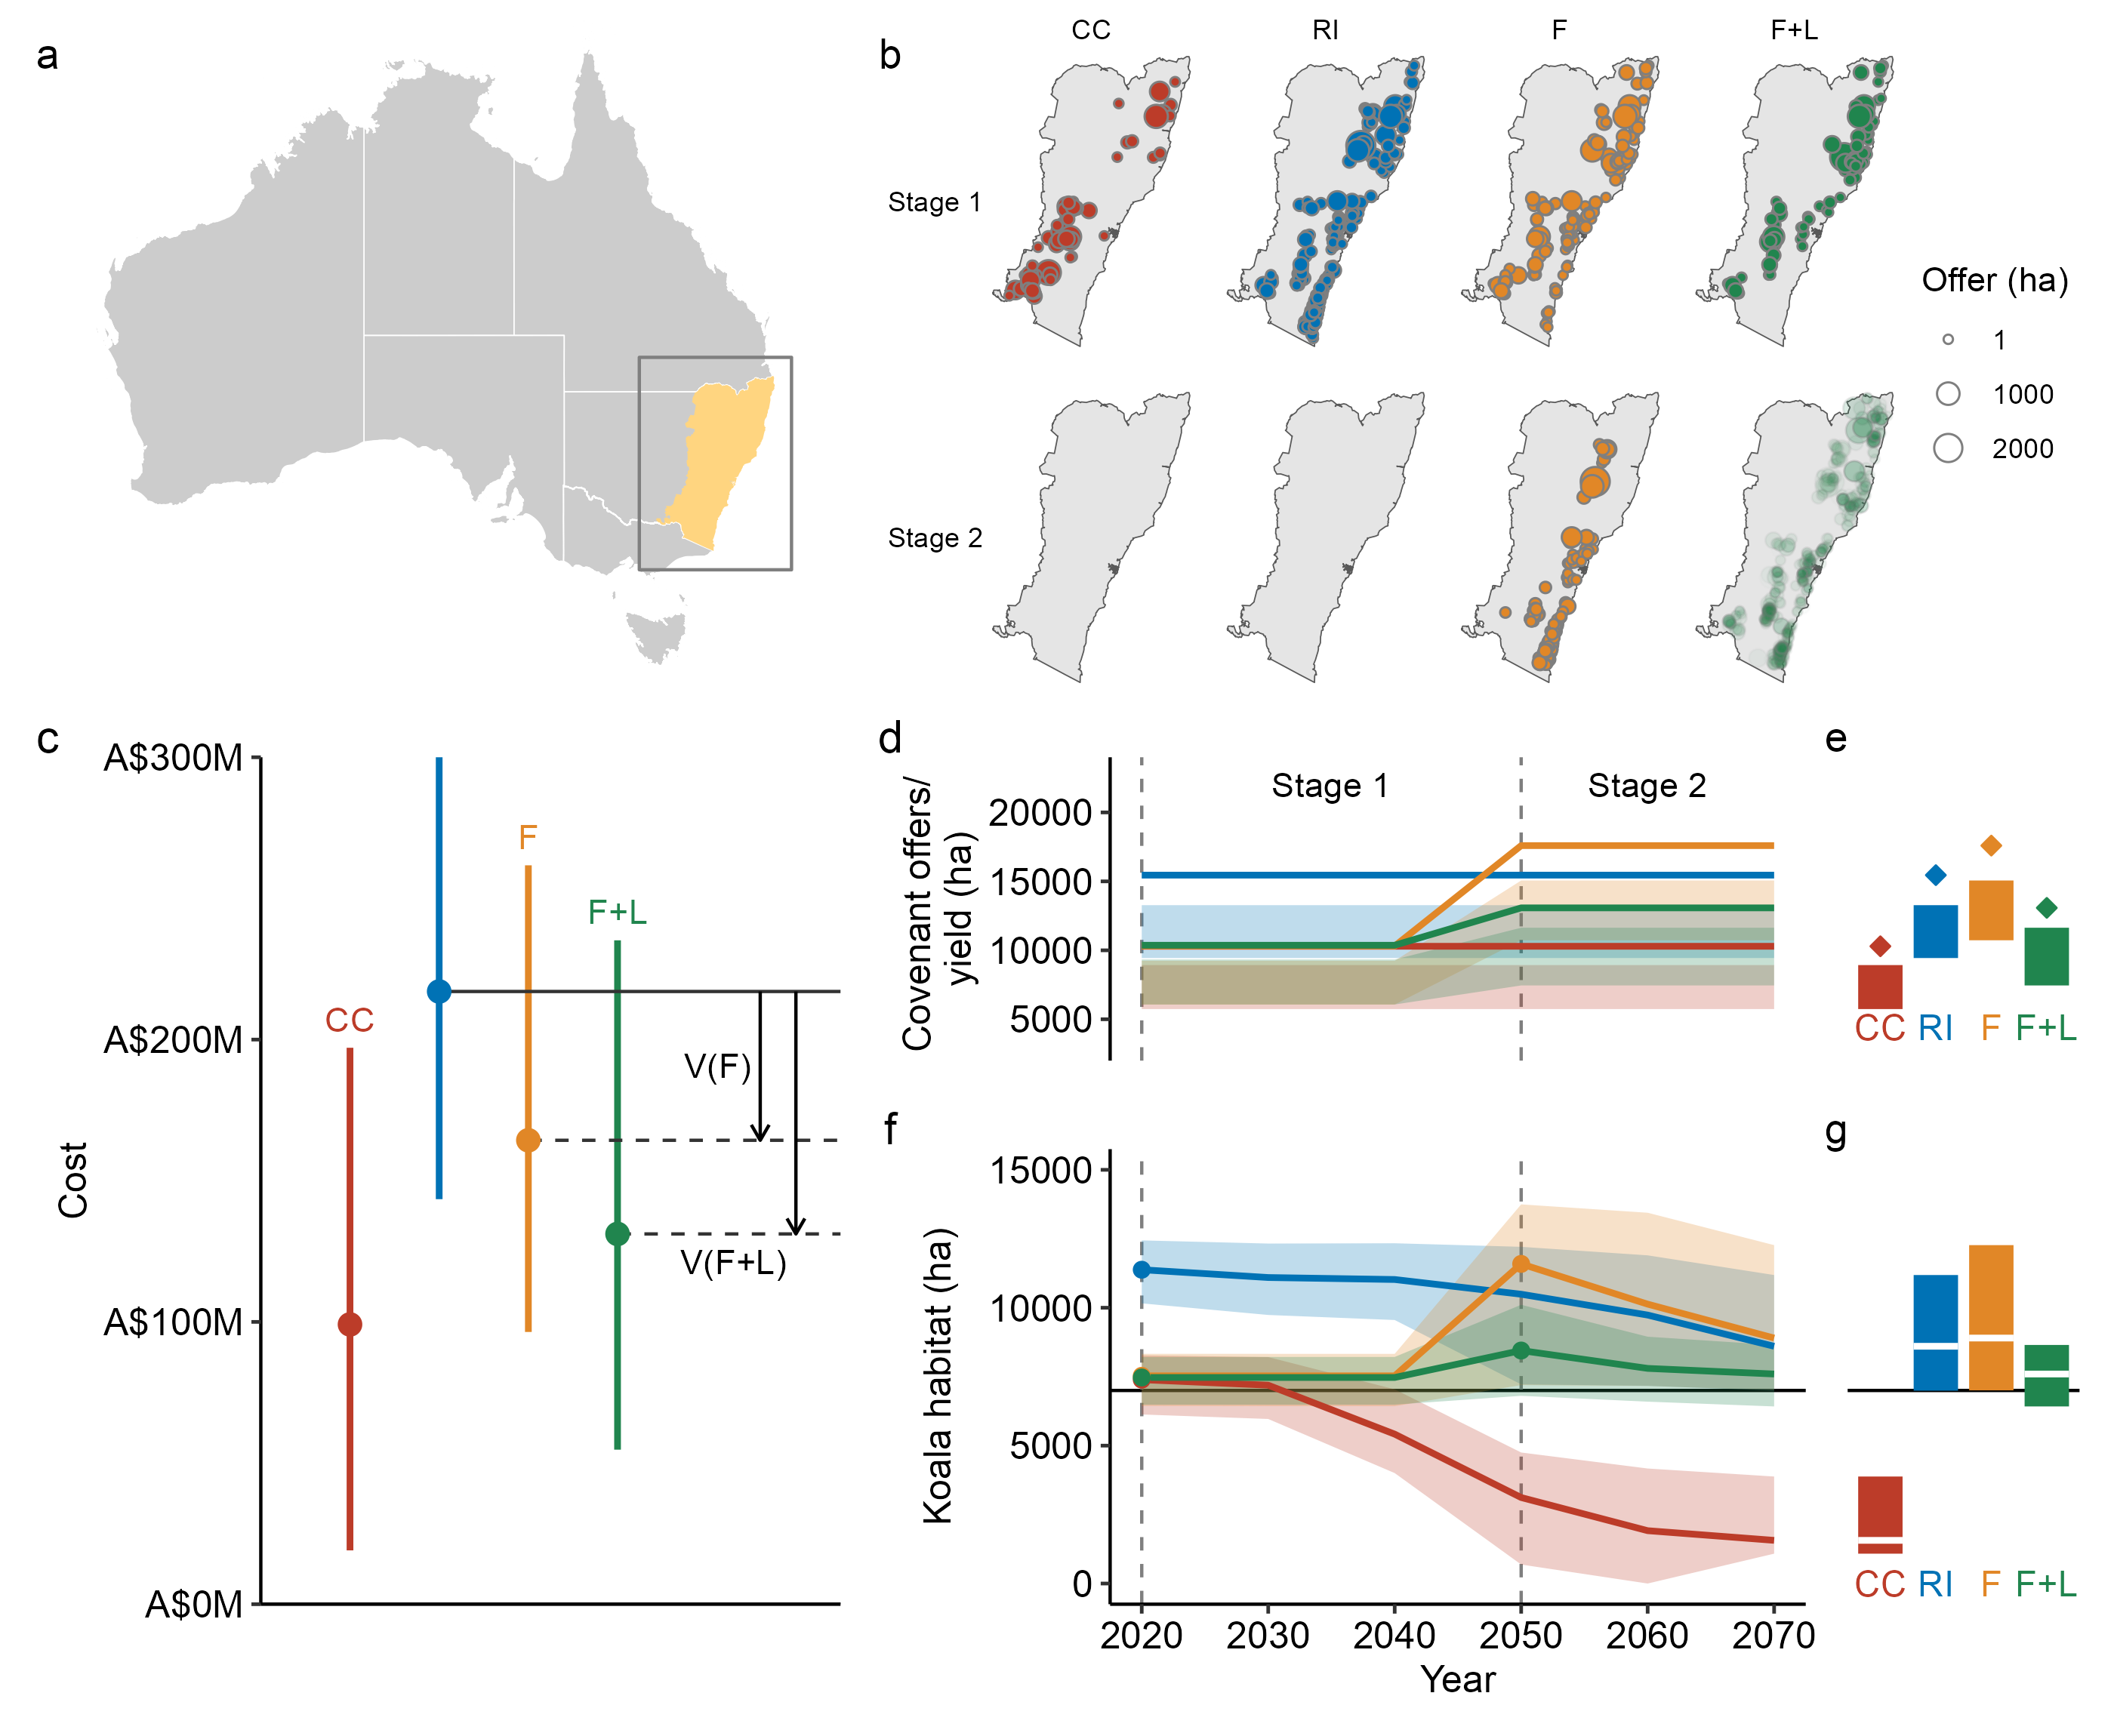 a
b
CC
RI
F
F+L
Stage 1
Stage 2
Offer (ha)
1
1000
2000
c
A$300M
A$200M
A$100M
A$0M
Cost
CC
F
F+L
V(F)
V(F+L)
d
Covenant offers/
yield (ha)
20000
15000
10000
5000
Stage 1
Stage 2
e
CC RI F F+L
f
Koala habitat (ha)
15000
10000
5000
0
2020 2030 2040 2050 2060 2070
Year
g
CC RI F F+L